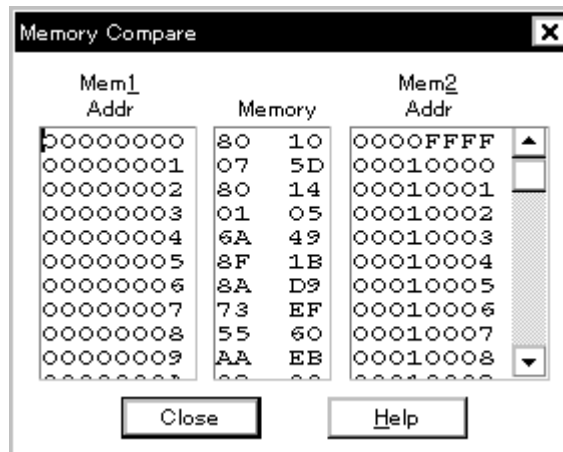 Memory Compare
Mem1 Mem2
Addr Memory Addr
00000000 80 10 0000FFFF
00000001 07 5D 00010000
00000002 80 14 00010001
00000003 01 05 00010002
00000004 6A 49 00010003
00000005 8F 1B 00010004
00000006 8A D9 00010005
00000007 73 EF 00010006
00000008 55 60 00010007
00000009 AA EB 00010008
Close Help